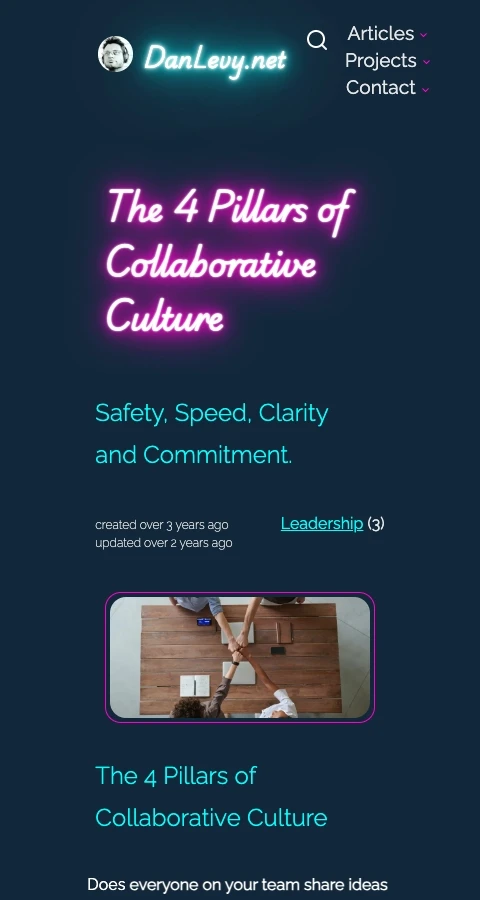 DanLevy.net
Articles
Projects
Contact
The 4 Pillars of
Collaborative
Culture
Safety, Speed, Clarity
and Commitment.
created over 3 years ago
updated over 2 years ago
Leadership (3)
The 4 Pillars of
Collaborative Culture
Does everyone on your team share ideas